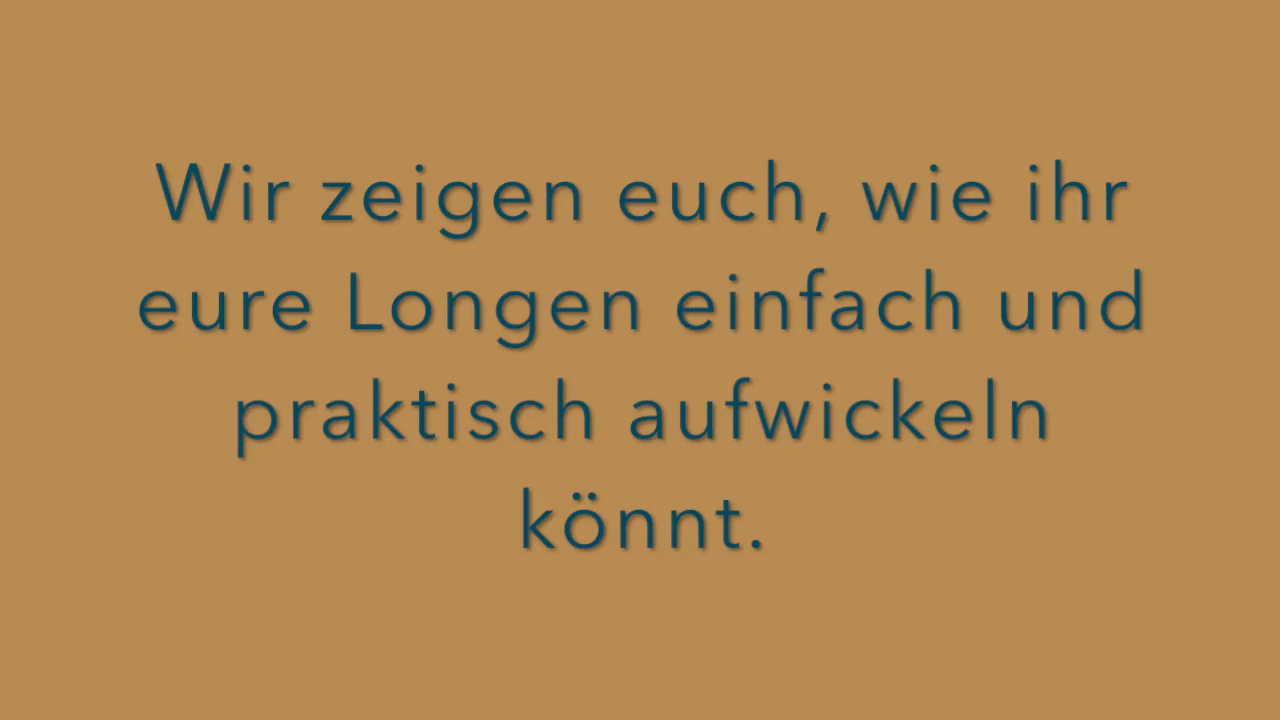 Wir zeigen euch, wie ihr
eure Longen einfach und
praktisch aufwickeln
könnt.